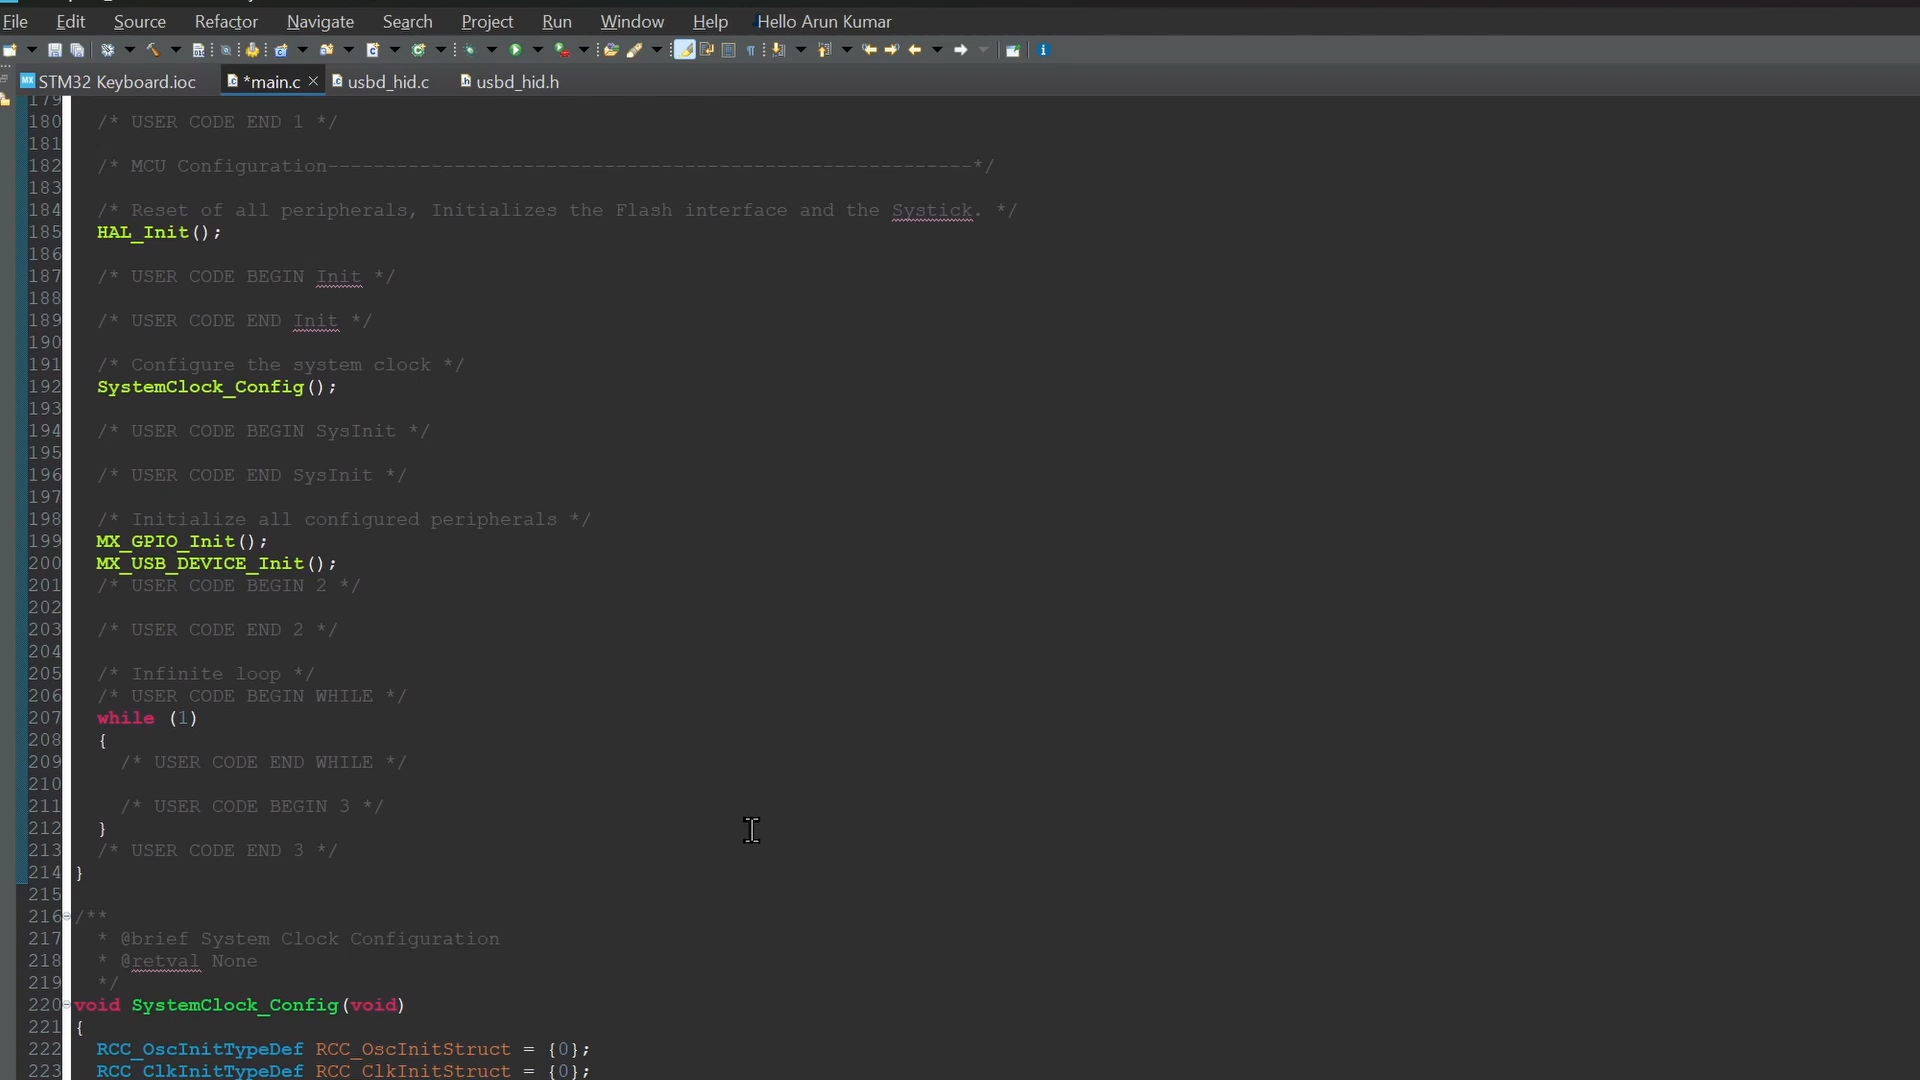 File Edit Source Refactor Navigate Search Project Run Window Help Hello Arun Kumar
STM32 Keyboard.ioc *main.c usbd_hid.c usbd_hid.h
179
180 /* USER CODE END 1 */
181
182 /* MCU Configuration--------------------------------------------------------*/
183
184 /* Reset of all peripherals, Initializes the Flash interface and the Systick. */
185 HAL_Init();
186
187 /* USER CODE BEGIN Init */
188
189 /* USER CODE END Init */
190
191 /* Configure the system clock */
192 SystemClock_Config();
193
194 /* USER CODE BEGIN SysInit */
195
196 /* USER CODE END SysInit */
197
198 /* Initialize all configured peripherals */
199 MX_GPIO_Init();
200 MX_USB_DEVICE_Init();
201 /* USER CODE BEGIN 2 */
202
203 /* USER CODE END 2 */
204
205 /* Infinite loop */
206 /* USER CODE BEGIN WHILE */
207 while (1)
208 {
209 /* USER CODE END WHILE */
210
211 /* USER CODE BEGIN 3 */
212 }
213 /* USER CODE END 3 */
214 }
215
216 /**
217 * @brief System Clock Configuration
218 * @retval None
219 */
220 void SystemClock_Config(void)
221 {
222 RCC_OscInitTypeDef RCC_OscInitStruct = {0};
223 RCC_ClkInitTypeDef RCC_ClkInitStruct = {0};